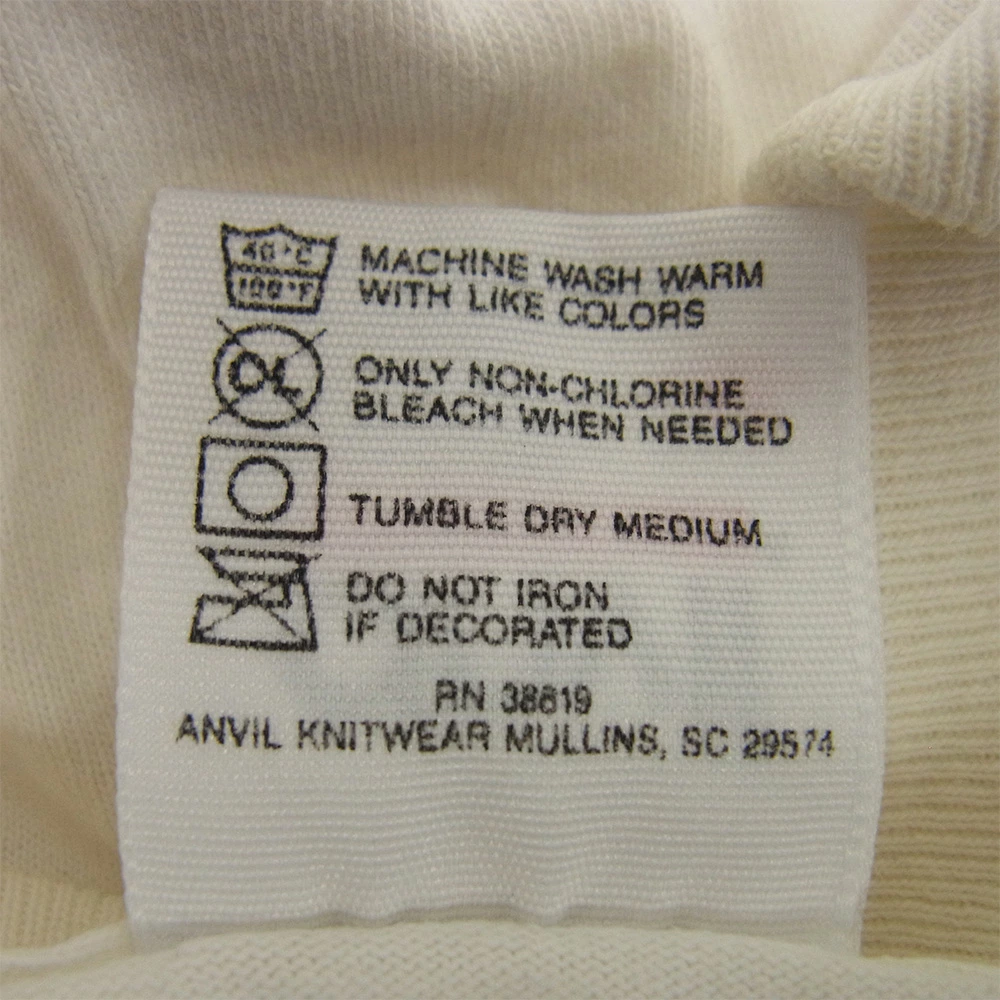 40°C
100°F
MACHINE WASH WARM
WITH LIKE COLORS
ONLY NON-CHLORINE
BLEACH WHEN NEEDED
TUMBLE DRY MEDIUM
DO NOT IRON
IF DECORATED
RN 38619
ANVIL KNITWEAR MULLINS, SC 29574